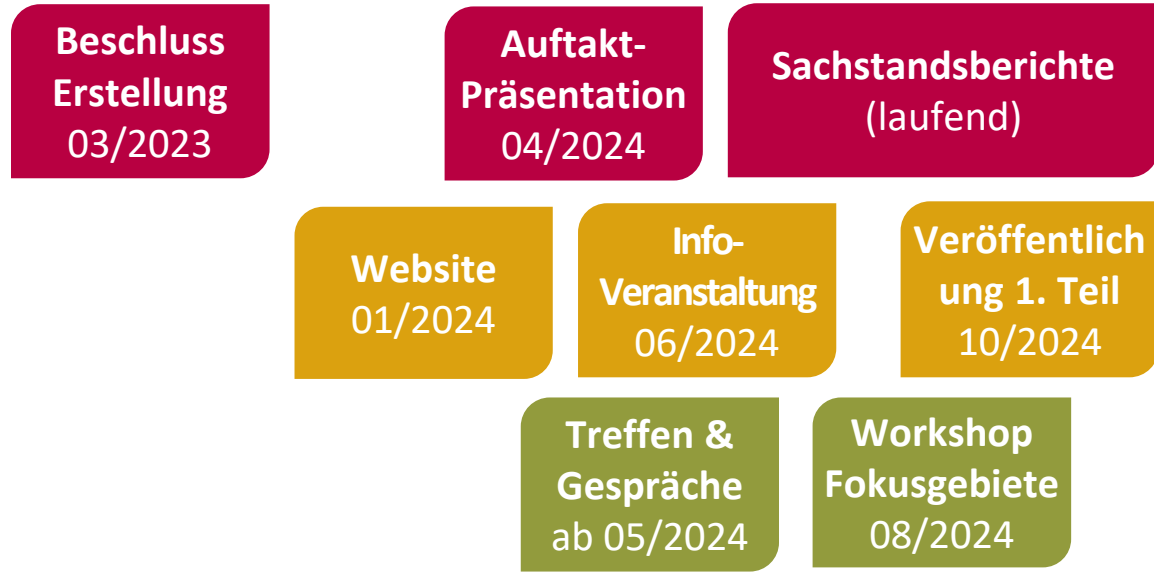 Beschluss
Erstellung
03/2023
Auftakt-
Präsentation
04/2024
Sachstandsberichte
(laufend)
Website
01/2024
Info-
Veranstaltung
06/2024
Veröffentlich
ung 1. Teil
10/2024
Treffen &
Gespräche
ab 05/2024
Workshop
Fokusgebiete
08/2024